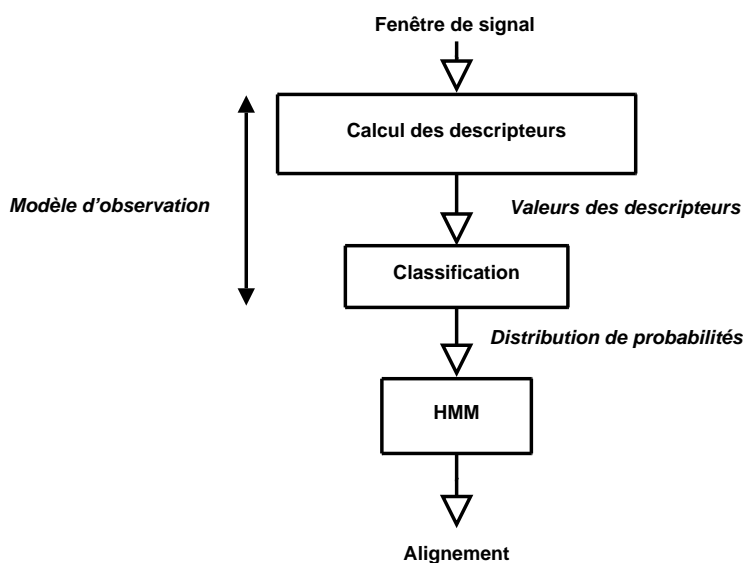 Fenêtre de signal
Calcul des descripteurs
Modèle d'observation
Valeurs des descripteurs
Classification
Distribution de probabilités
HMM
Alignement